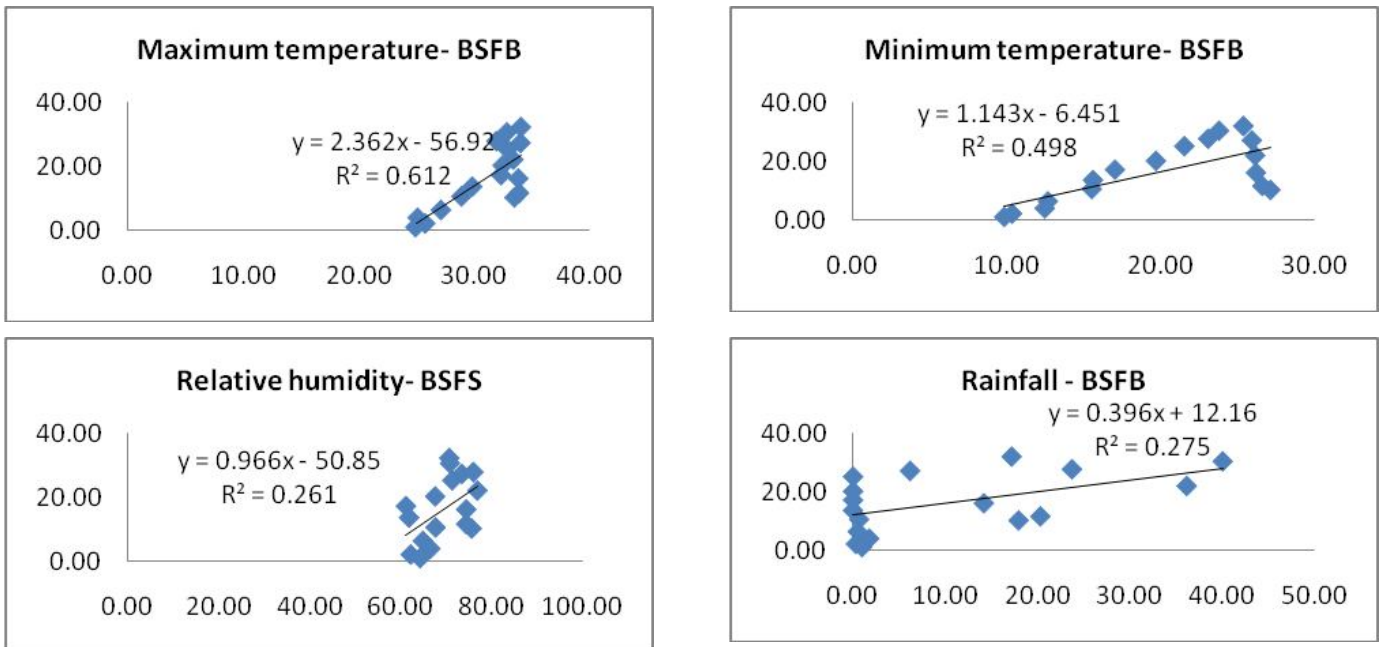 Maximum temperature- BSFB
40.00
y = 2.362x - 56.92
R² = 0.612
20.00
0.00
0.00 10.00 20.00 30.00 40.00
Minimum temperature- BSFB
40.00
y = 1.143x - 6.451
R² = 0.498
20.00
0.00
0.00 10.00 20.00 30.00
Relative humidity- BSFS
40.00
y = 0.966x - 50.85
R² = 0.261
20.00
0.00
0.00 20.00 40.00 60.00 80.00 100.00
Rainfall - BSFB
y = 0.396x + 12.16
40.00
R² = 0.275
20.00
0.00
0.00 10.00 20.00 30.00 40.00 50.00